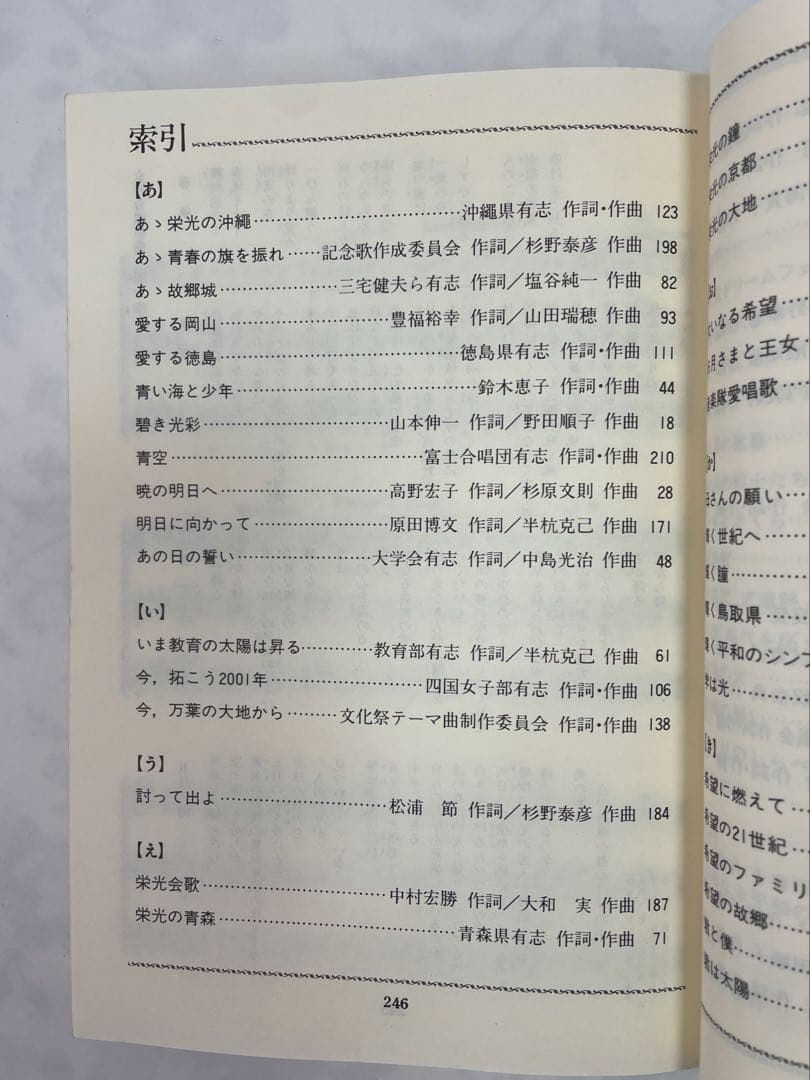 索引
【あ】
あゝ栄光の沖縄……………………………沖縄県有志 作詞・作曲 123
あゝ青春の旗を振れ……記念歌作成委員会 作詞／杉野泰彦 作曲 198
あゝ故郷城………………三宅健夫ら有志 作詞／塩谷純一 作曲 82
愛する岡山………………………豊福裕幸 作詞／山田瑞穂 作曲 93
愛する徳島…………………………………徳島県有志 作詞・作曲 111
青い海と少年…………………………………鈴木恵子 作詞・作曲 44
碧き光彩…………………………山本伸一 作詞／野田順子 作曲 18
青空……………………………………富士合唱団有志 作詞・作曲 210
暁の明日へ………………………高野宏子 作詞／杉原文則 作曲 28
明日に向かって…………………原田博文 作詞／半杭克己 作曲 171
あの日の誓い…………………大学会有志 作詞／中島光治 作曲 48
【い】
いま教育の太陽は昇る…………教育部有志 作詞／半杭克己 作曲 61
今，拓こう2001年……………………四国女子部有志 作詞・作曲 106
今，万葉の大地から………文化祭テーマ曲制作委員会 作詞・作曲 138
【う】
討って出よ………………………松浦　節 作詞／杉野泰彦 作曲 184
【え】
栄光会歌…………………………中村宏勝 作詞／大和　実 作曲 187
栄光の青森…………………………………青森県有志 作詞・作曲 71
246
の鐘
の京都
の大地
なる希望
さまと王女
隊愛唱歌
さんの願い
く世紀へ
く瞳
く鳥取県
く平和のシンフ
は光
【き】
希望に燃えて
希望の21世紀
希望のファミリ
希望の故郷
君と僕
君は太陽